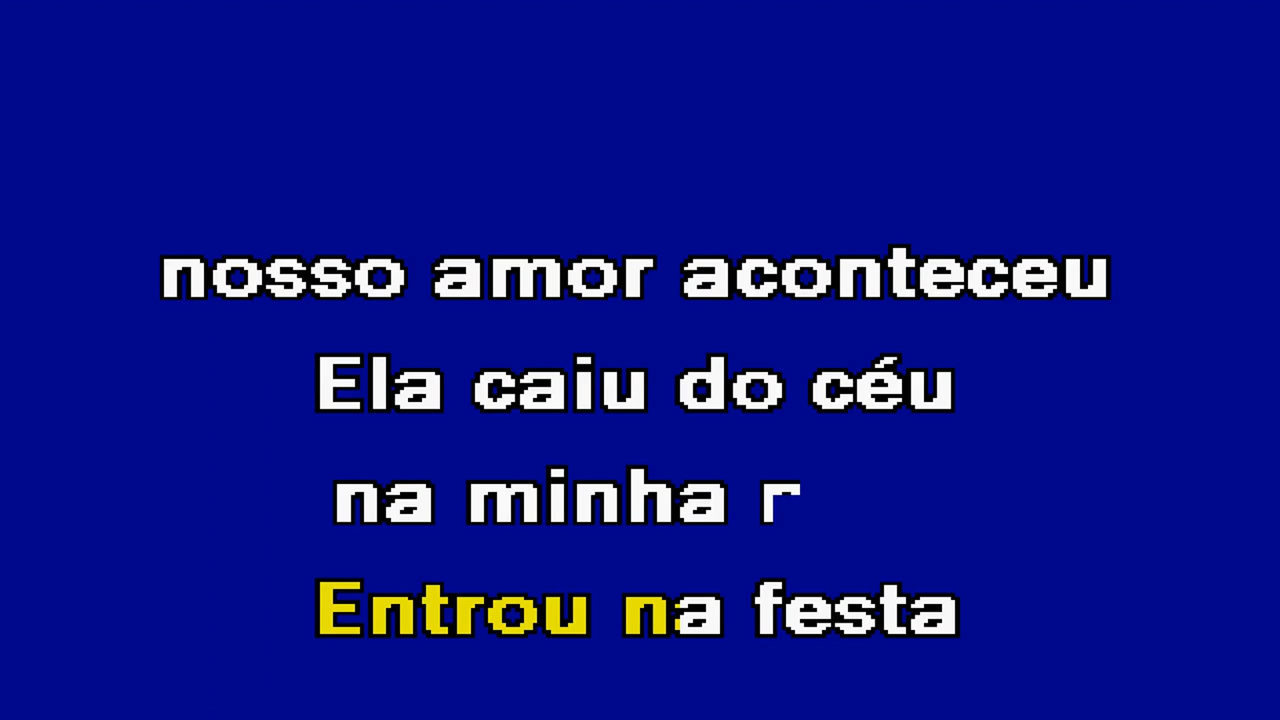 nosso amor aconteceu
Ela caiu do céu
na minha r
Entrou na festa